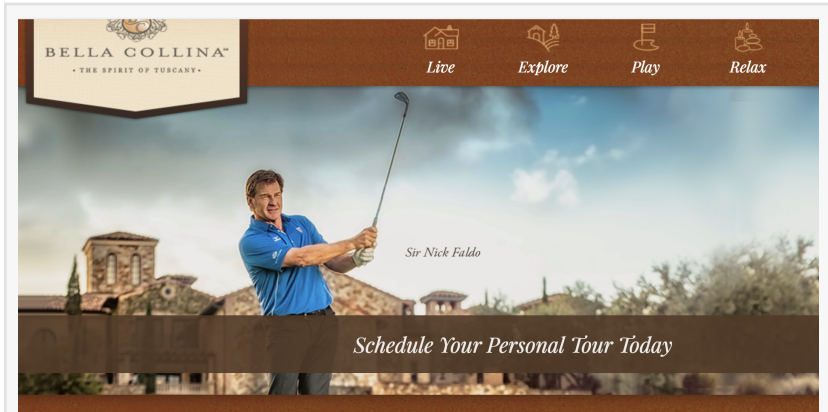 BELLA COLLINA™
• THE SPIRIT OF TUSCANY •
Live
Explore
Play
Relax
Sir Nick Faldo
Schedule Your Personal Tour Today